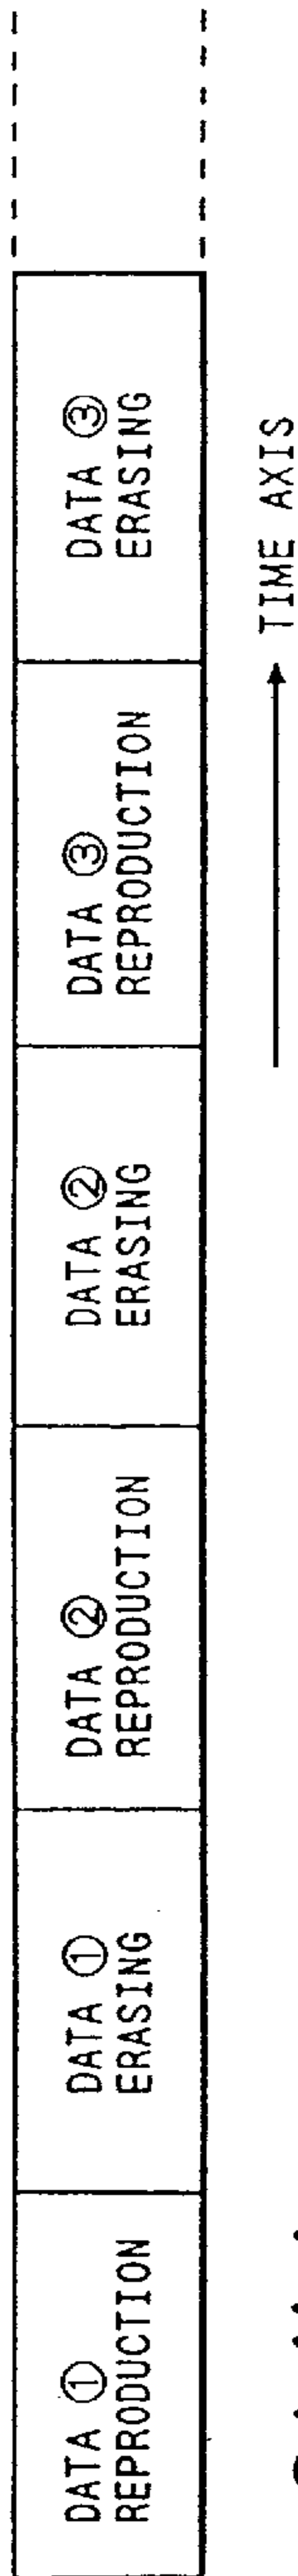 DATA ①
REPRODUCTION
DATA ①
ERASING
DATA ②
REPRODUCTION
DATA ②
ERASING
DATA ③
REPRODUCTION
DATA ③
ERASING
TIME AXIS